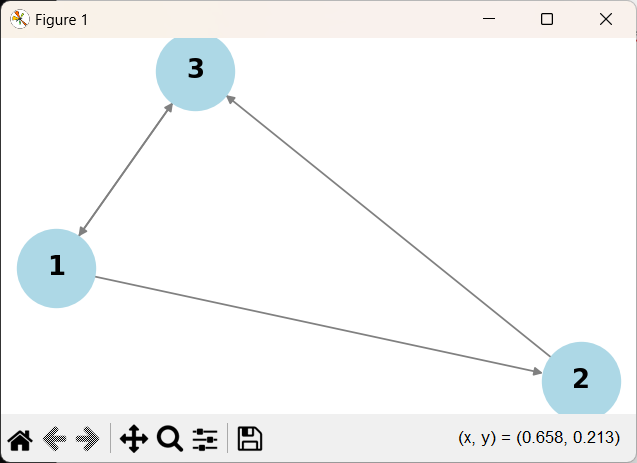 Figure 1
3
1
2
(x, y) = (0.658, 0.213)